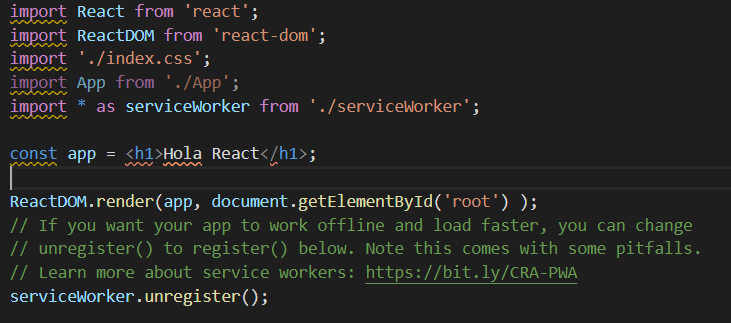 import React from 'react';
import ReactDOM from 'react-dom';
import './index.css';
import App from './App';
import * as serviceWorker from './serviceWorker';
const app = <h1>Hola React</h1>;
ReactDOM.render(app, document.getElementById('root') );
// If you want your app to work offline and load faster, you can change
// unregister() to register() below. Note this comes with some pitfalls.
// Learn more about service workers: https://bit.ly/CRA-PWA
serviceWorker.unregister();